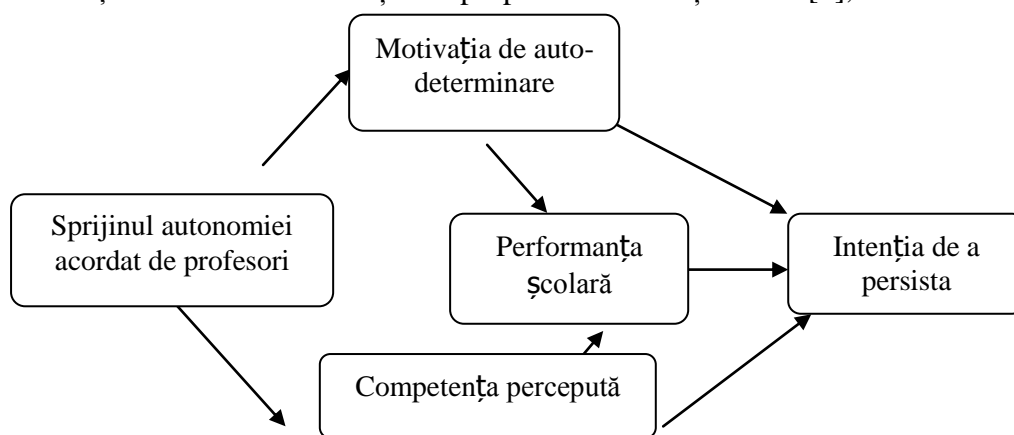 Motivația de auto-
determinare
Sprijinul autonomiei
acordat de profesori
Performanța
școlară
Intenția de a
persista
Competența percepută